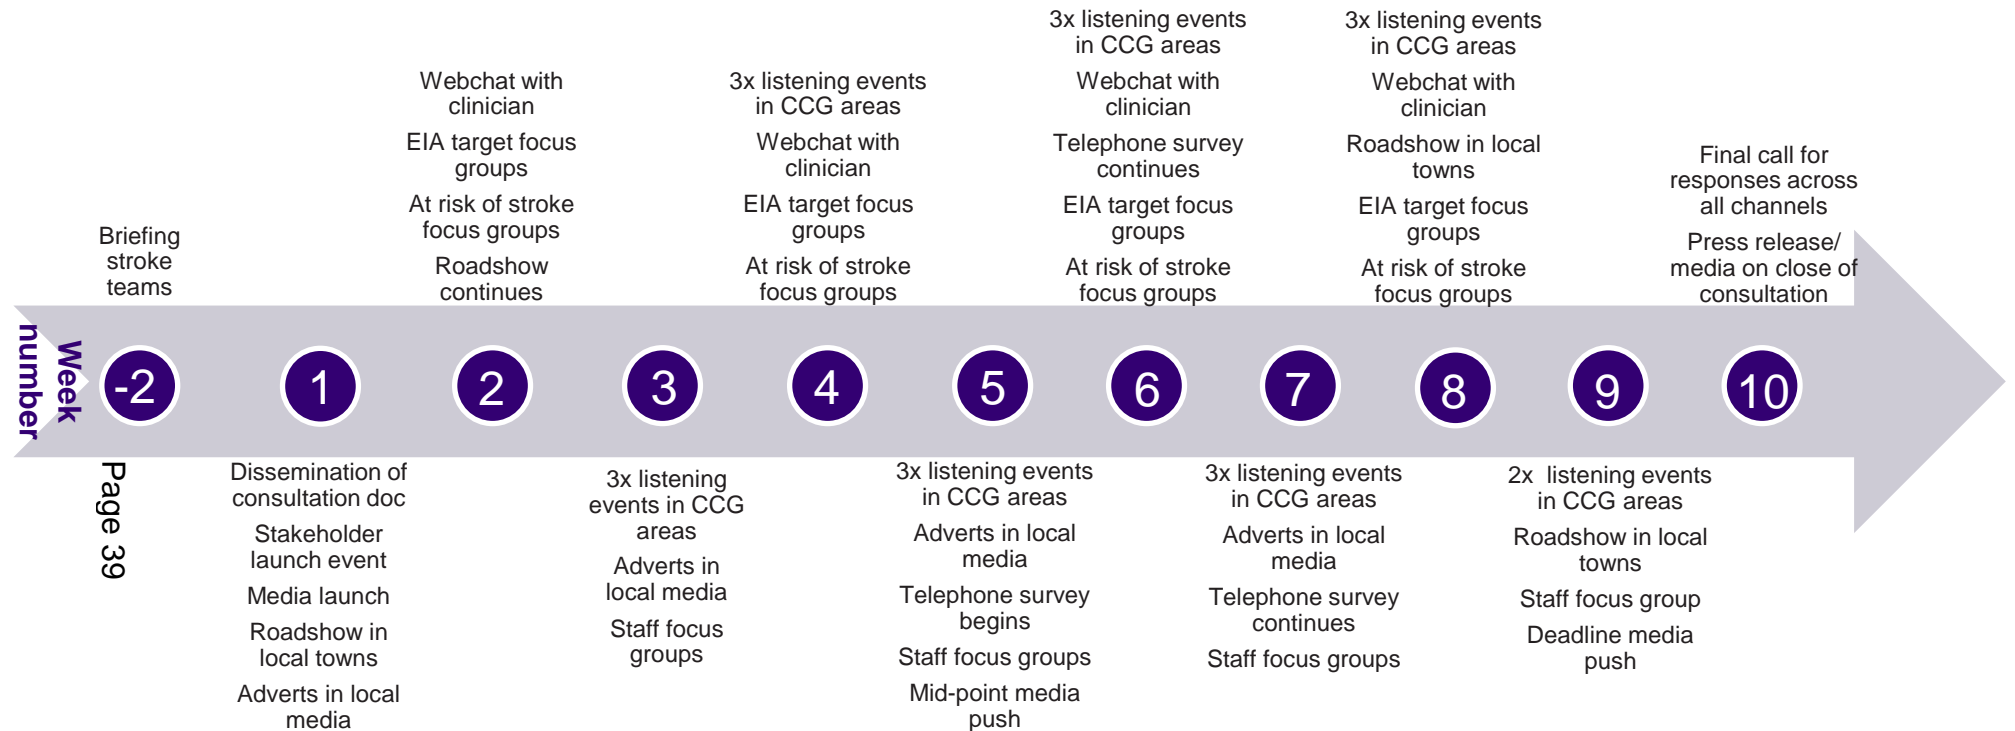 Week
number
-2
Briefing
stroke
teams
1
Dissemination of
consultation doc
Stakeholder
launch event
Media launch
Roadshow in
local towns
Adverts in local
media
2
Webchat with
clinician
EIA target focus
groups
At risk of stroke
focus groups
Roadshow
continues
3
3x listening
events in CCG
areas
Adverts in
local media
Staff focus
groups
4
3x listening events
in CCG areas
Webchat with
clinician
EIA target focus
groups
At risk of stroke
focus groups
5
3x listening events
in CCG areas
Adverts in local
media
Telephone survey
begins
Staff focus groups
Mid-point media
push
6
3x listening events
in CCG areas
Webchat with
clinician
Telephone survey
continues
EIA target focus
groups
At risk of stroke
focus groups
7
3x listening events
in CCG areas
Adverts in local
media
Telephone survey
continues
Staff focus groups
8
3x listening events
in CCG areas
Webchat with
clinician
Roadshow in local
towns
EIA target focus
groups
At risk of stroke
focus groups
9
2x listening events
in CCG areas
Roadshow in local
towns
Staff focus group
Deadline media
push
10
Final call for
responses across
all channels
Press release/
media on close of
consultation
Page 39